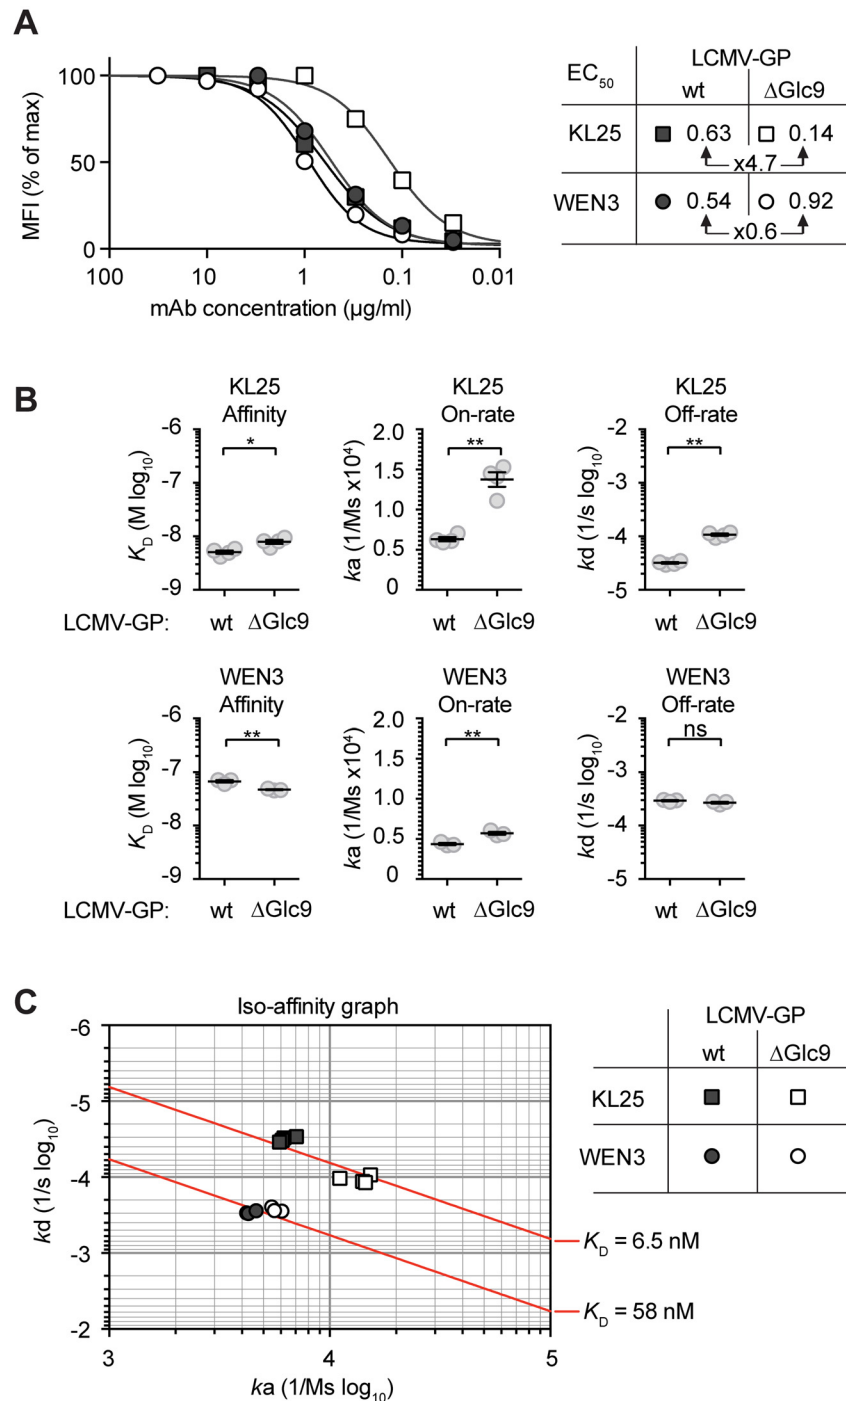 A
MFI (% of max)
100
50
0
100 10 1 0.1 0.01
mAb concentration (µg/ml)
EC50 LCMV-GP
wt ΔGlc9
KL25 0.63 0.14
x4.7
WEN3 0.54 0.92
x0.6
B
KL25
Affinity
KD (M log10)
-6
-7
-8
-9
*
KL25
On-rate
ka (1/Ms x10⁴)
2.0
1.5
1.0
0.5
0
**
KL25
Off-rate
kd (1/s log10)
-2
-3
-4
-5
**
LCMV-GP: wt ΔGlc9 wt ΔGlc9 wt ΔGlc9
WEN3
Affinity
KD (M log10)
-6
-7
-8
-9
**
WEN3
On-rate
ka (1/Ms x10⁴)
2.0
1.5
1.0
0.5
0
**
WEN3
Off-rate
kd (1/s log10)
-2
-3
-4
-5
ns
LCMV-GP: wt ΔGlc9 wt ΔGlc9 wt ΔGlc9
C
Iso-affinity graph
kd (1/s log10)
-6
-5
-4
-3
-2
3 4 5
ka (1/Ms log10)
LCMV-GP
wt ΔGlc9
KL25
WEN3
KD = 6.5 nM
KD = 58 nM